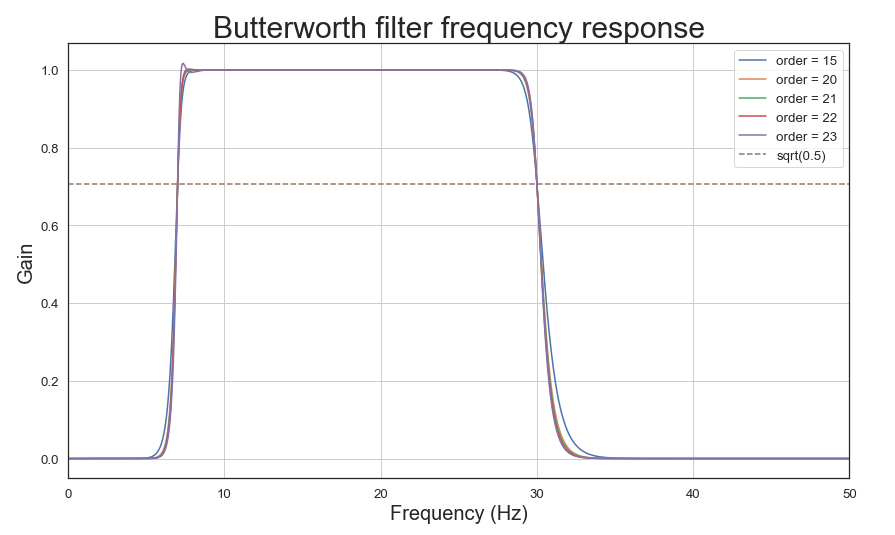 Butterworth filter frequency response
1.0
0.8
0.6
0.4
0.2
0.0
Gain
order = 15
order = 20
order = 21
order = 22
order = 23
sqrt(0.5)
0 10 20 30 40 50
Frequency (Hz)